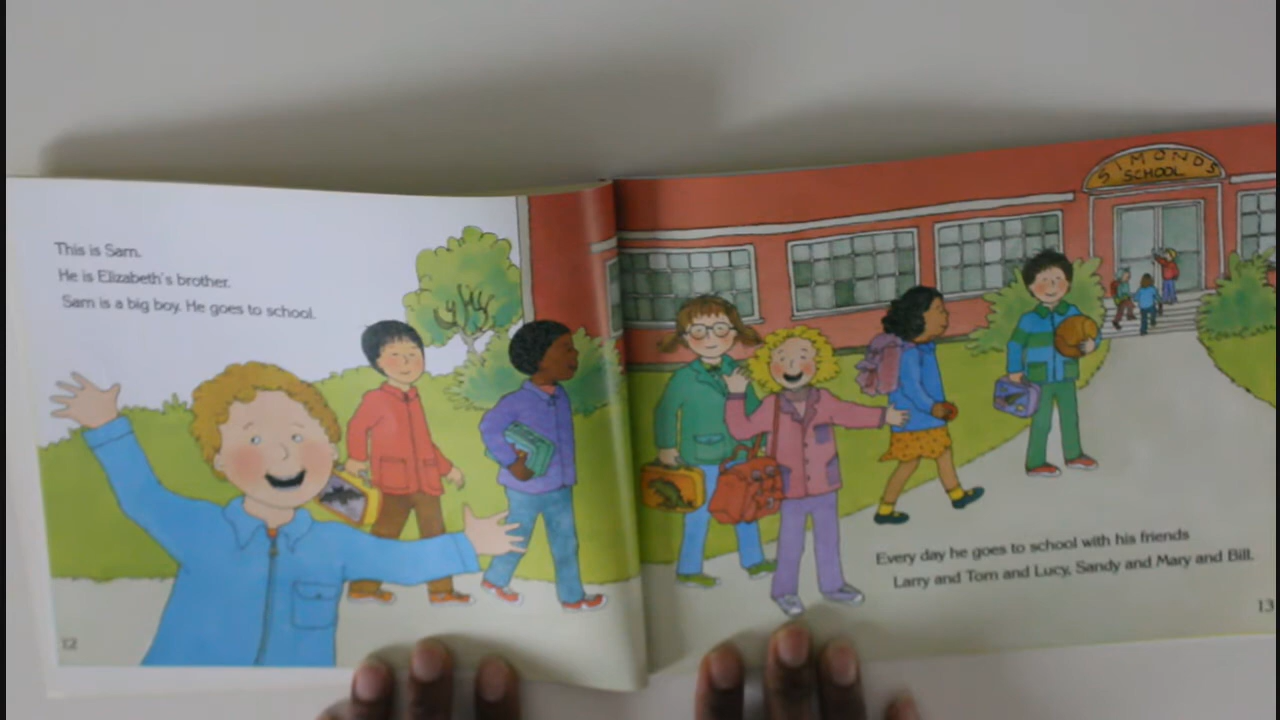 This is Sam.
He is Elizabeth's brother.
Sam is a big boy. He goes to school.
12
SIMONDS
SCHOOL
Every day he goes to school with his friends
Larry and Tom and Lucy, Sandy and Mary and Bill.
13